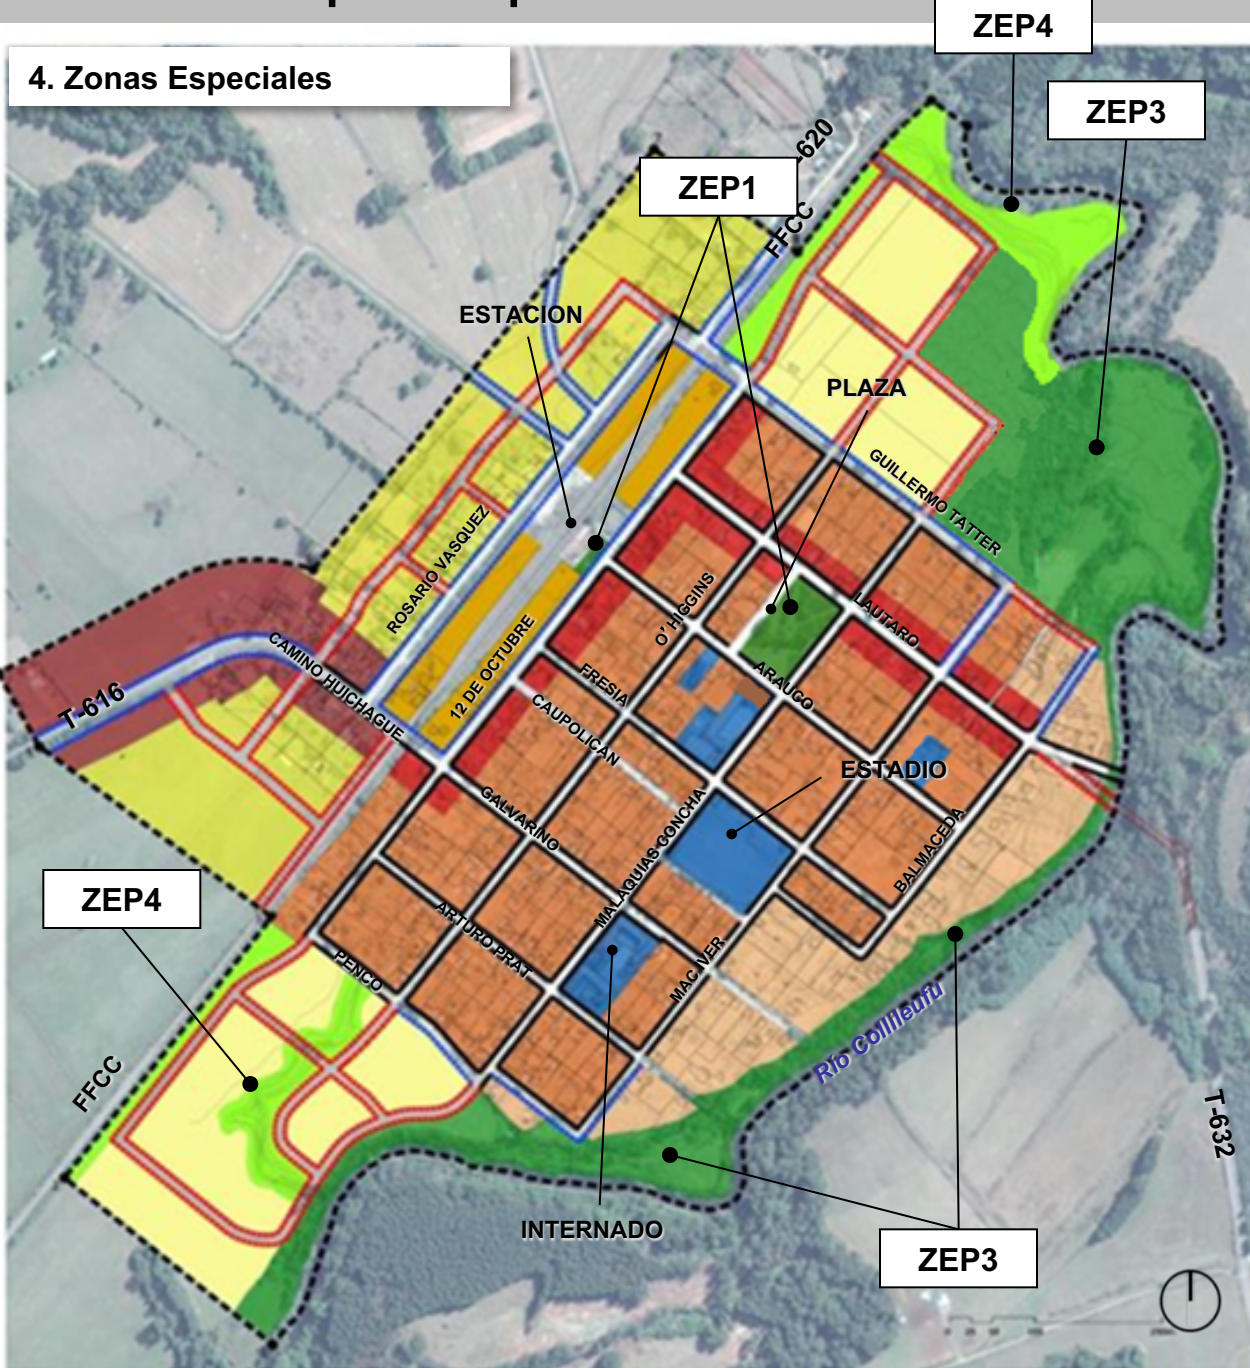 ZEP4
4. Zonas Especiales
ZEP3
-620
ZEP1
FFCC
ESTACION
PLAZA
GUILLERMO TATTER
ROSARIO VASQUEZ
O' HIGGINS
LAUTARO
12 DE OCTUBRE
CAMINO HUICHAGUE
T-616
FRESIA
ARAUCO
CAUPOLICAN
ESTADIO
GALVARINO
MALAQUIAS CONCHA
BALMACEDA
ZEP4
ARTURO PRAT
PENCO
MAC IVER
Río Collileufu
FFCC
T-632
INTERNADO
ZEP3